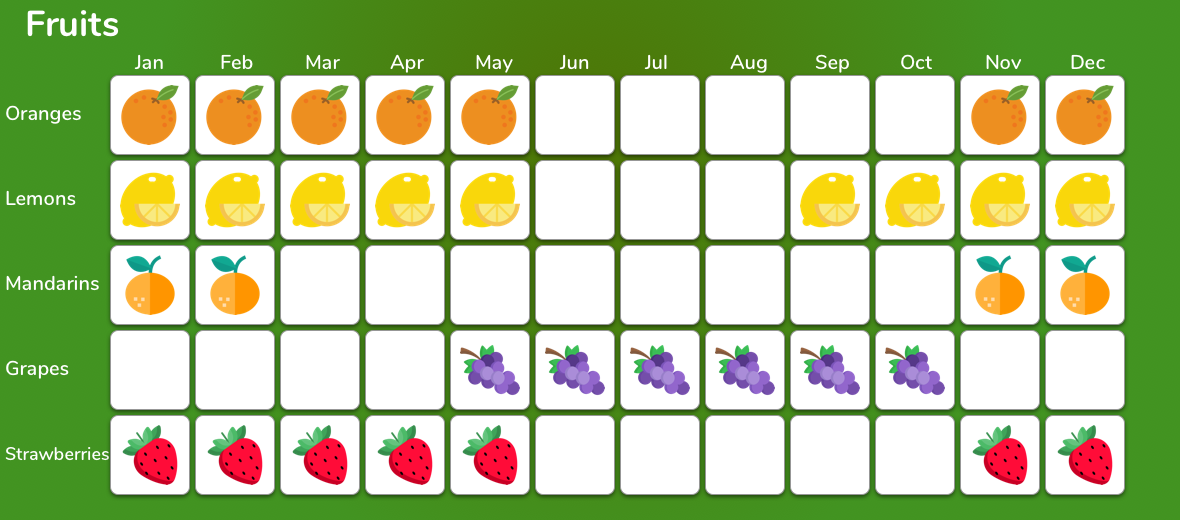 Fruits
Jan Feb Mar Apr May Jun Jul Aug Sep Oct Nov Dec
Oranges
Lemons
Mandarins
Grapes
Strawberries